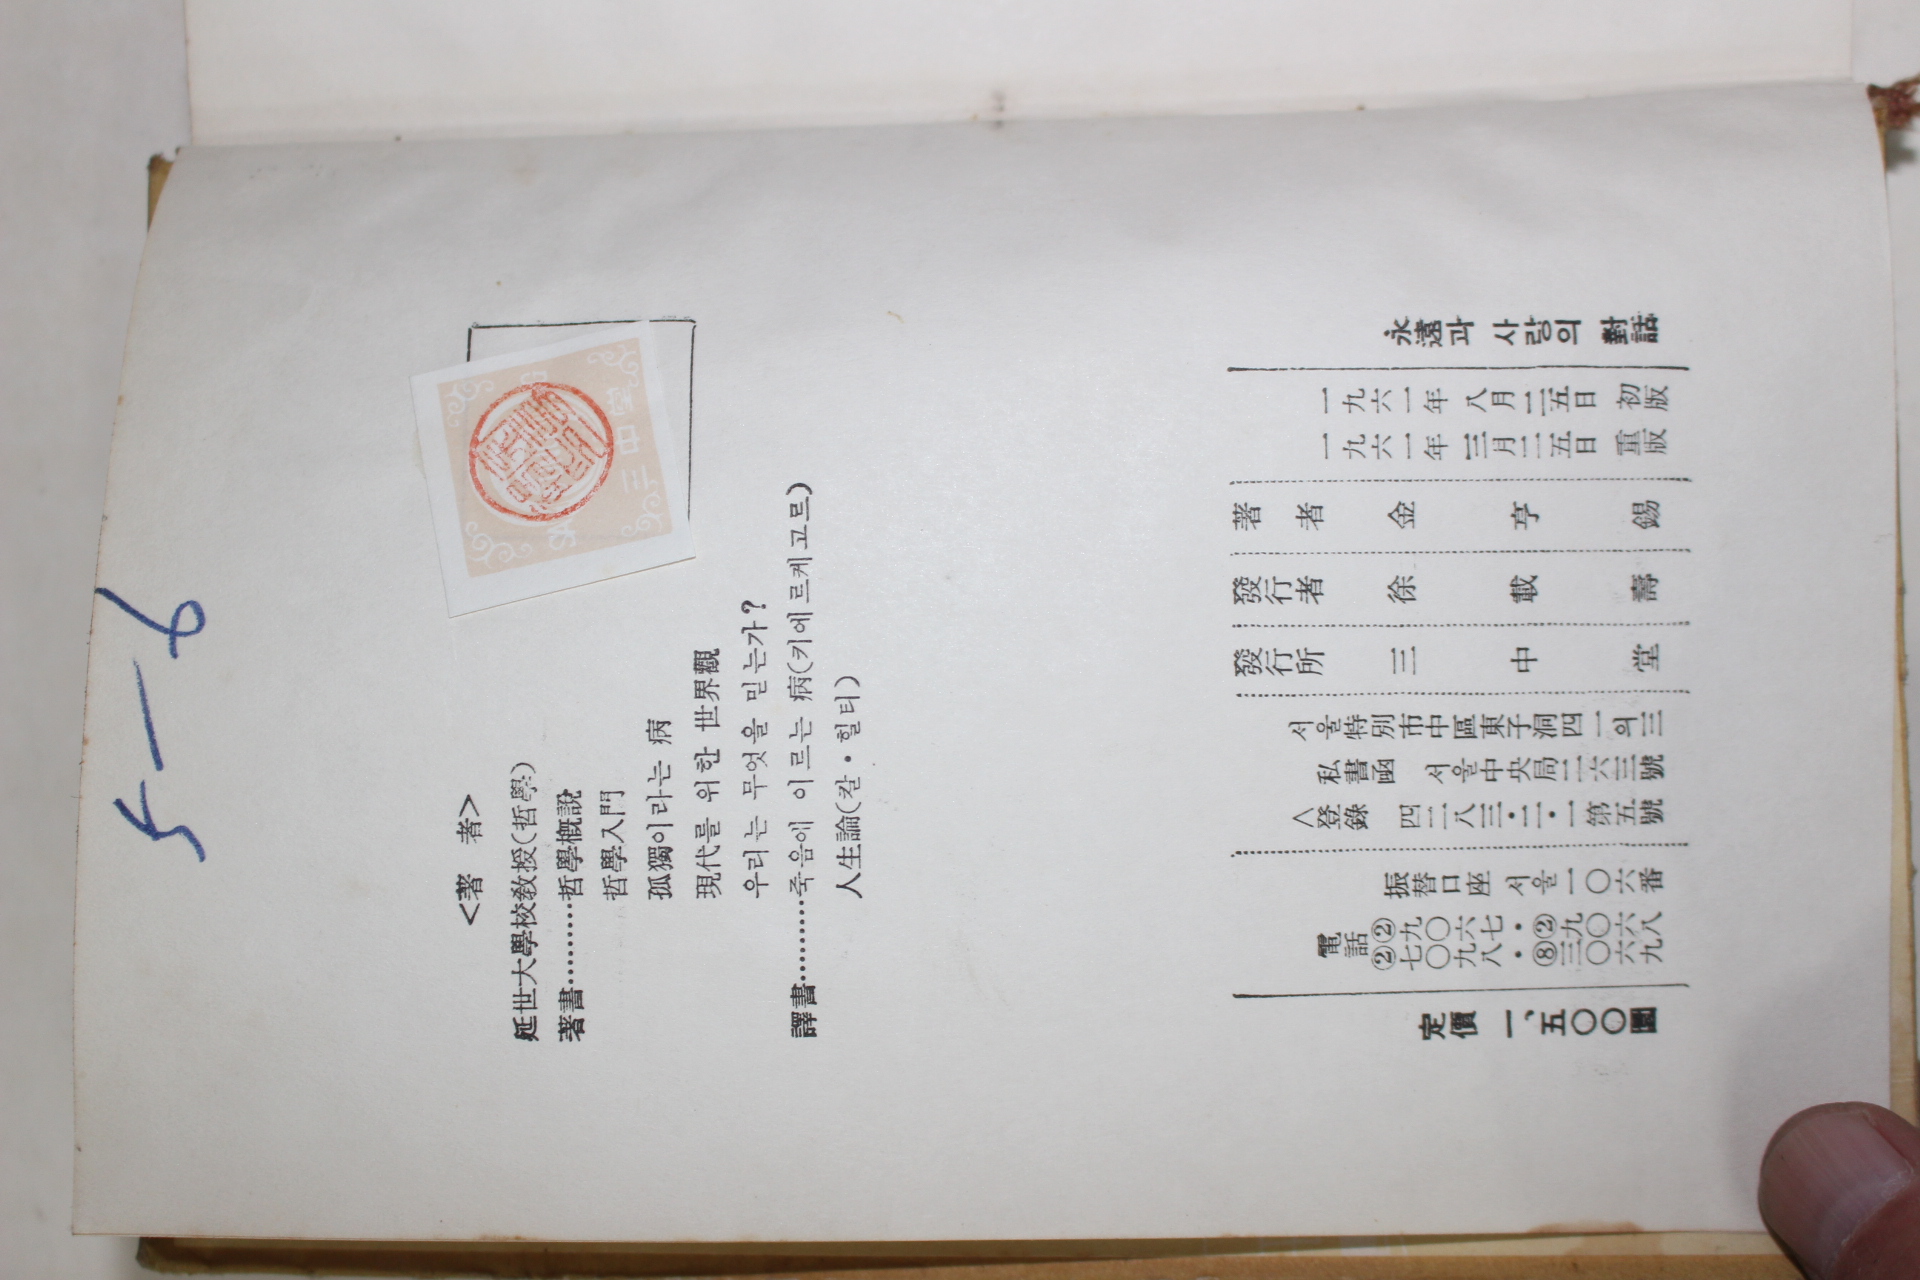 5—6
<著 者>
延世大學校敎授(哲學)
著書………哲學槪說
哲學入門
孤獨이라는 病
現代를 위한 世界觀
우리는 무엇을 믿는가?
譯書………죽음에 이르는 病(키에르케고르)
人生論(칼·힐티)
三中堂
永遠과 사랑의 對話
一九六一年 八月二五日 初版
一九六一年 一二月二五日 重版
著者 金亨錫
發行者 徐載壽
發行所 三中堂
서울特別市中區東子洞四一의三
私書函 서울中央局二六三號
<登錄 四二八三·二·一第五號
振替口座 서울一〇六番
電話 ②九〇六七·②九〇六八
②七〇九八·⑧三〇六九
定價 一、五〇〇圜